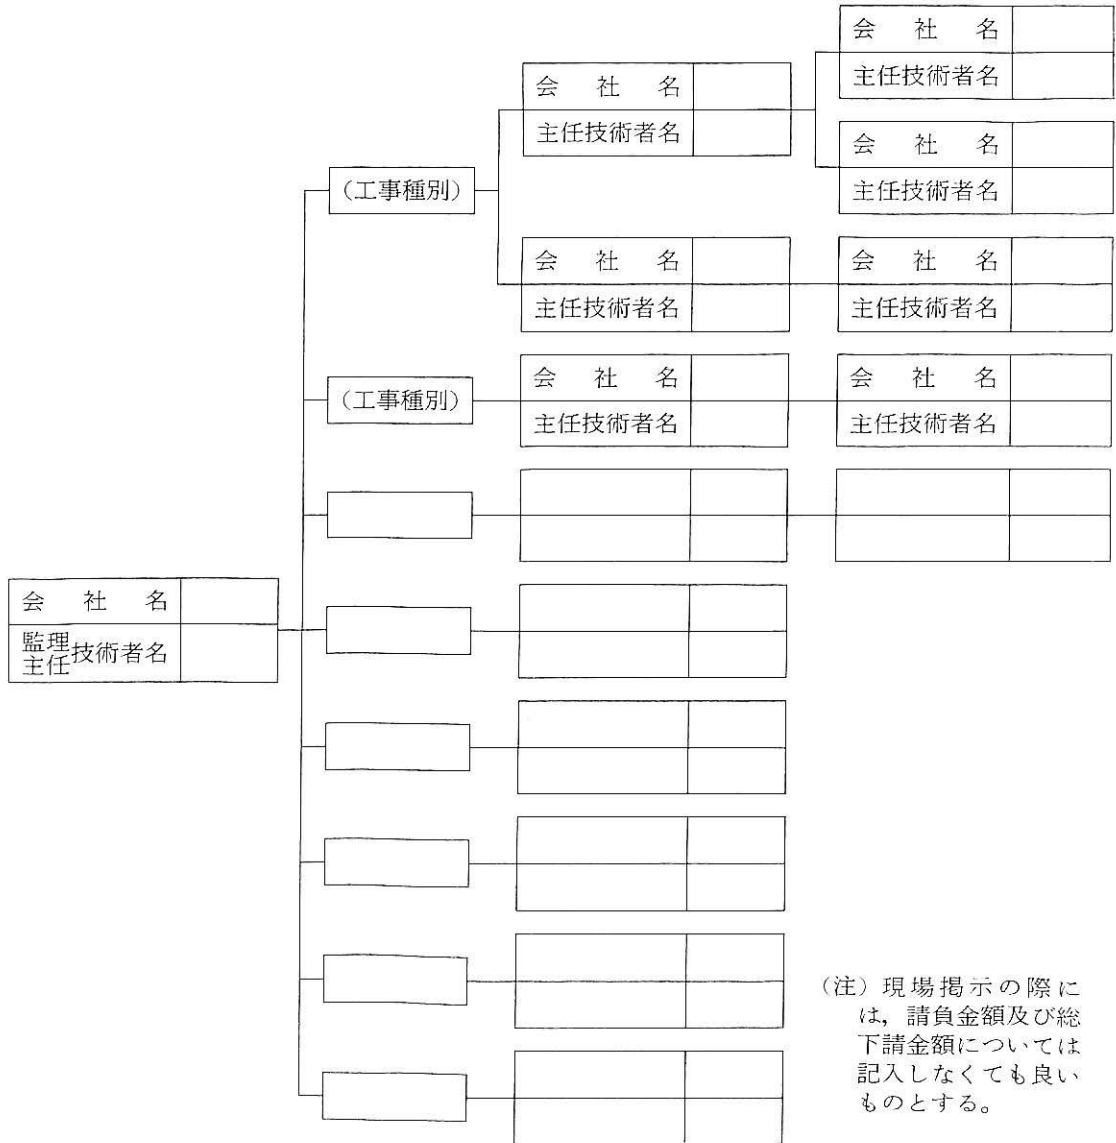 会社名
主任技術者名
会社名
主任技術者名
会社名
主任技術者名
(工事種別)
会社名
主任技術者名
会社名
主任技術者名
(工事種別)
会社名
主任技術者名
会社名
主任技術者名
会社名
監理
主任技術者名
(注)現場掲示の際に
は,請負金額及び総
下請金額については
記入しなくても良い
ものとする。